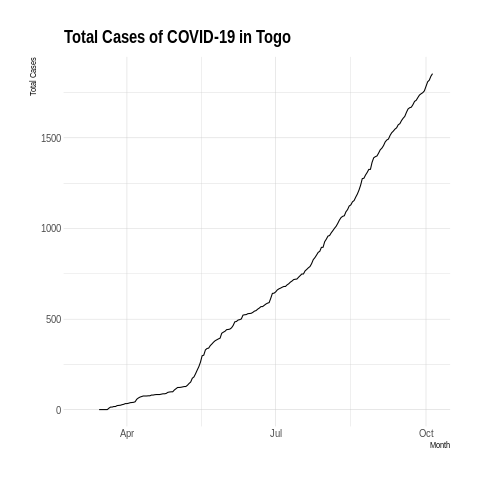 Total Cases of COVID-19 in Togo
Total Cases
1500
1000
500
0
Apr
Jul
Oct
Month